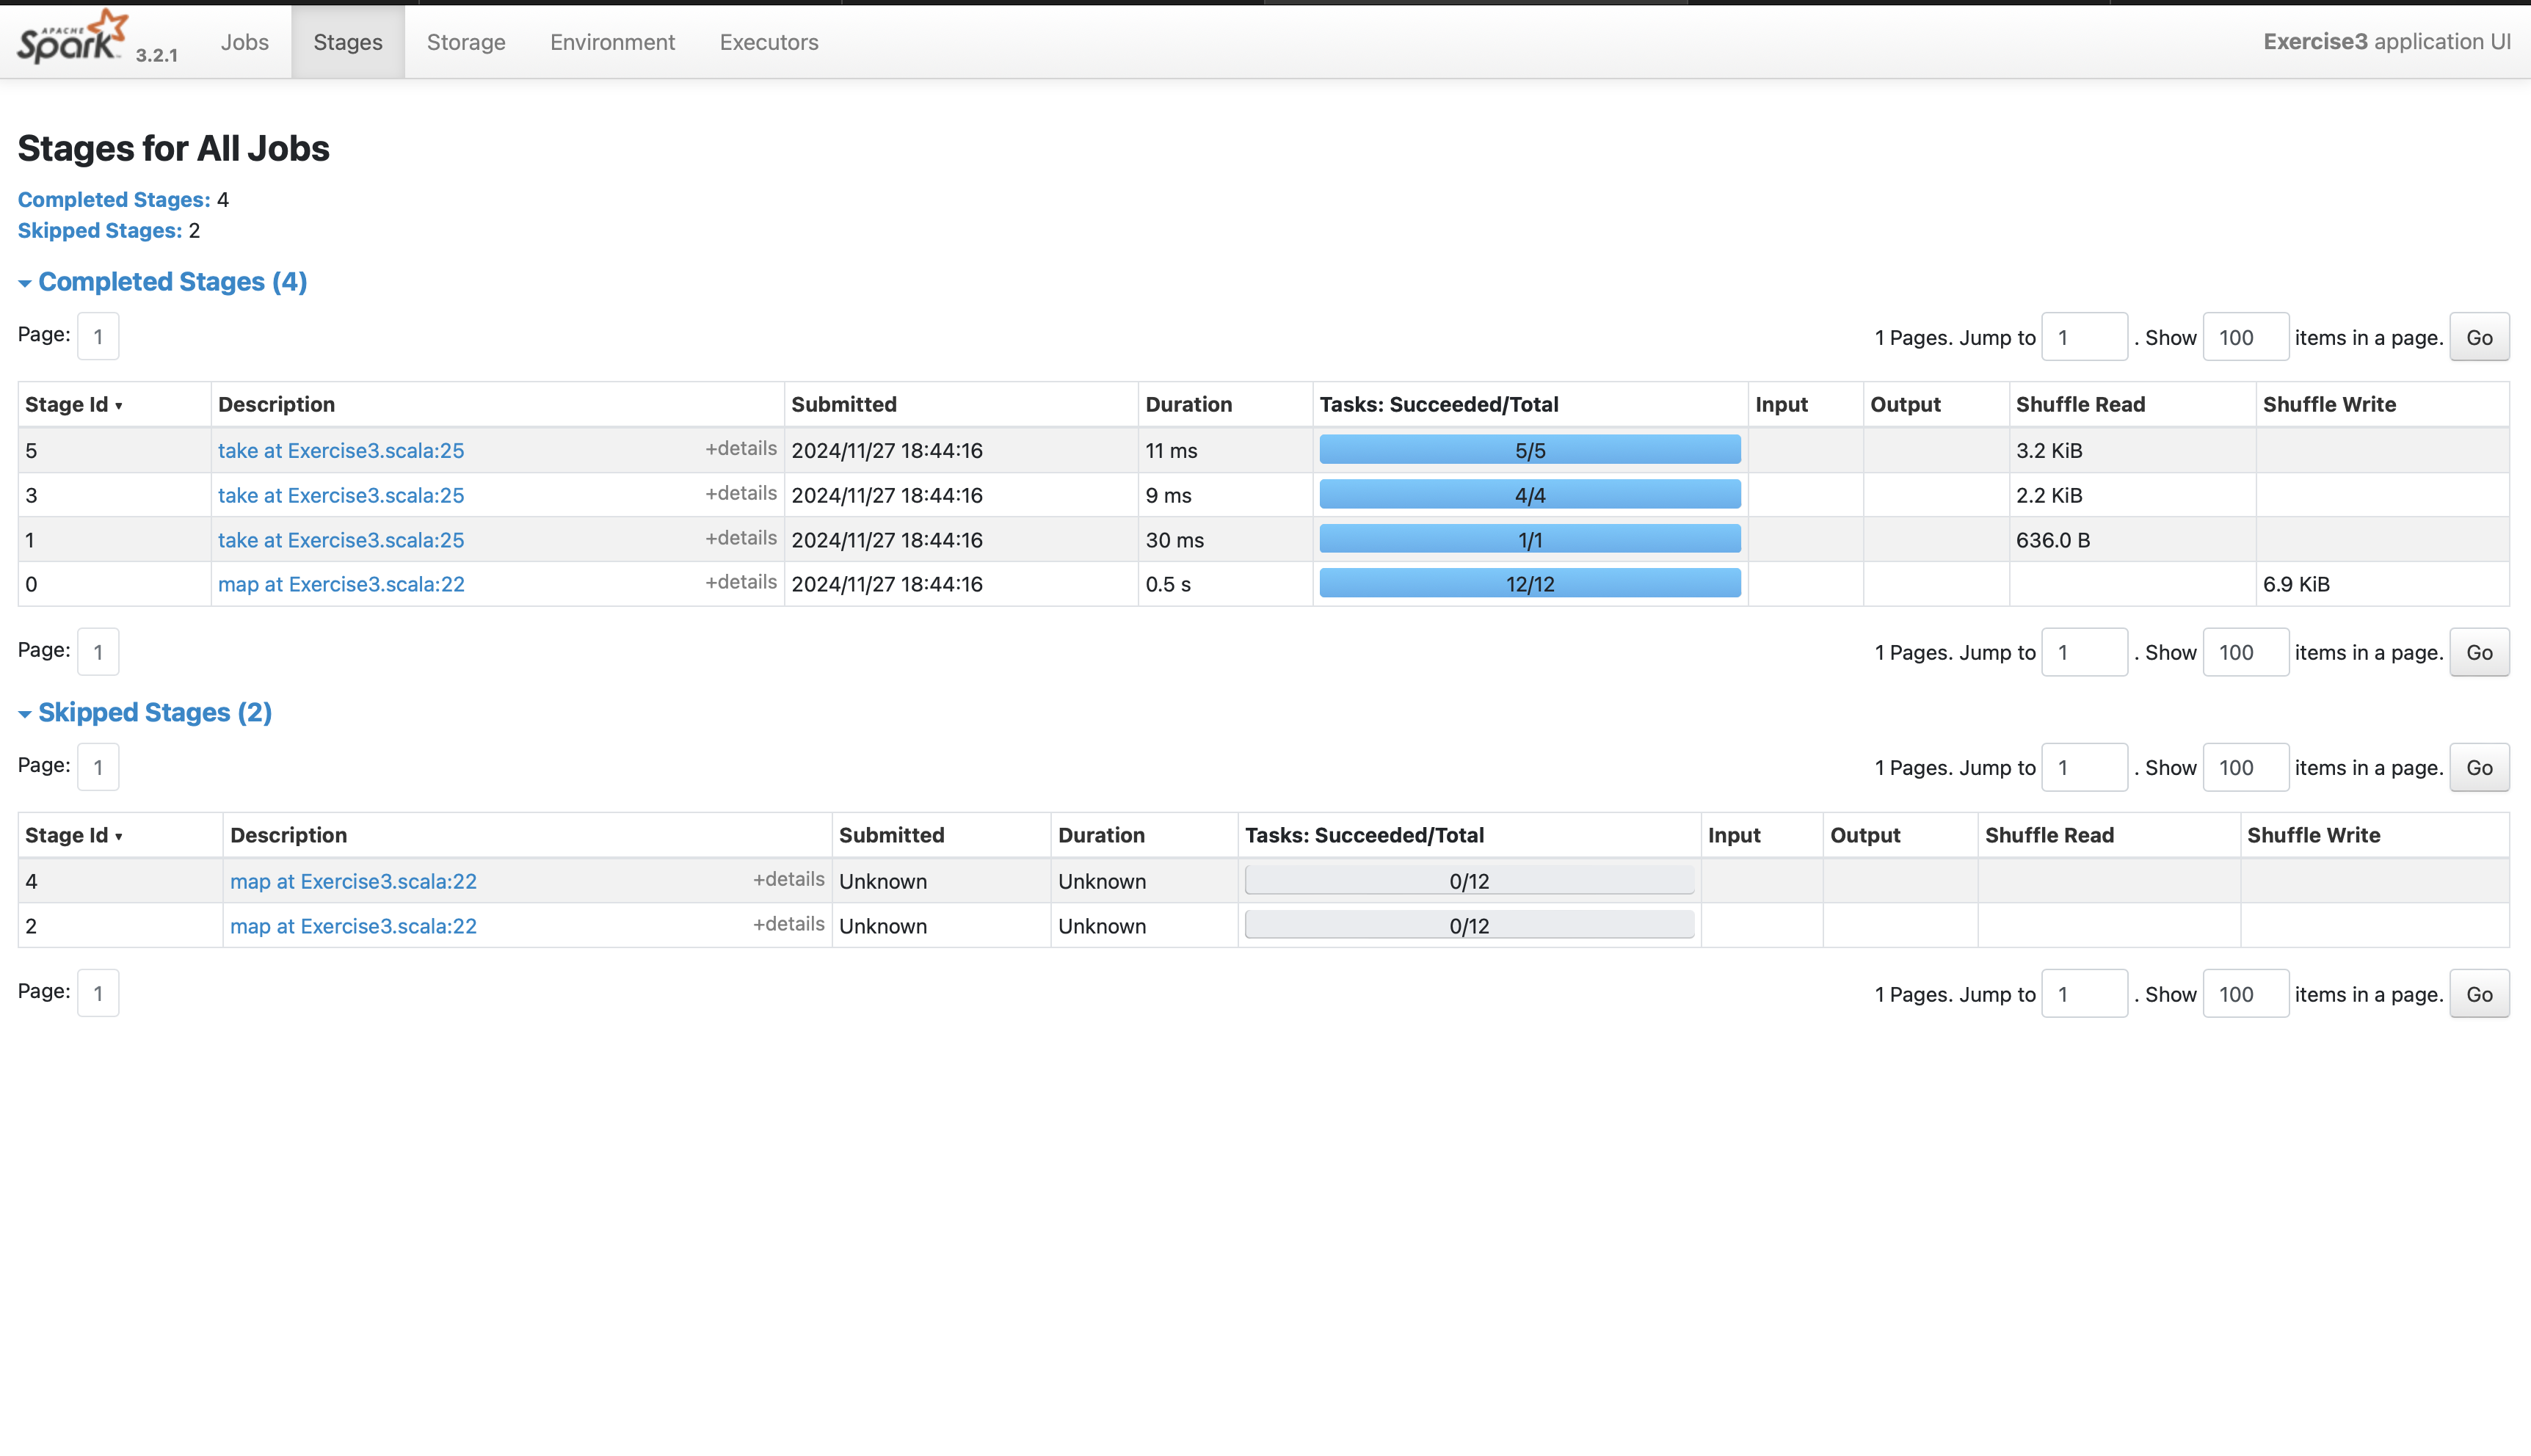 APACHE Spark 3.2.1 Jobs Stages Storage Environment Executors Exercise3 application UI
Stages for All Jobs
Completed Stages: 4
Skipped Stages: 2
Completed Stages (4)
Page: 1 1 Pages. Jump to 1 . Show 100 items in a page. Go
Stage Id ▾ Description Submitted Duration Tasks: Succeeded/Total Input Output Shuffle Read Shuffle Write
5 take at Exercise3.scala:25 +details 2024/11/27 18:44:16 11 ms 5/5 3.2 KiB
3 take at Exercise3.scala:25 +details 2024/11/27 18:44:16 9 ms 4/4 2.2 KiB
1 take at Exercise3.scala:25 +details 2024/11/27 18:44:16 30 ms 1/1 636.0 B
0 map at Exercise3.scala:22 +details 2024/11/27 18:44:16 0.5 s 12/12 6.9 KiB
Page: 1 1 Pages. Jump to 1 . Show 100 items in a page. Go
Skipped Stages (2)
Page: 1 1 Pages. Jump to 1 . Show 100 items in a page. Go
Stage Id ▾ Description Submitted Duration Tasks: Succeeded/Total Input Output Shuffle Read Shuffle Write
4 map at Exercise3.scala:22 +details Unknown Unknown 0/12
2 map at Exercise3.scala:22 +details Unknown Unknown 0/12
Page: 1 1 Pages. Jump to 1 . Show 100 items in a page. Go